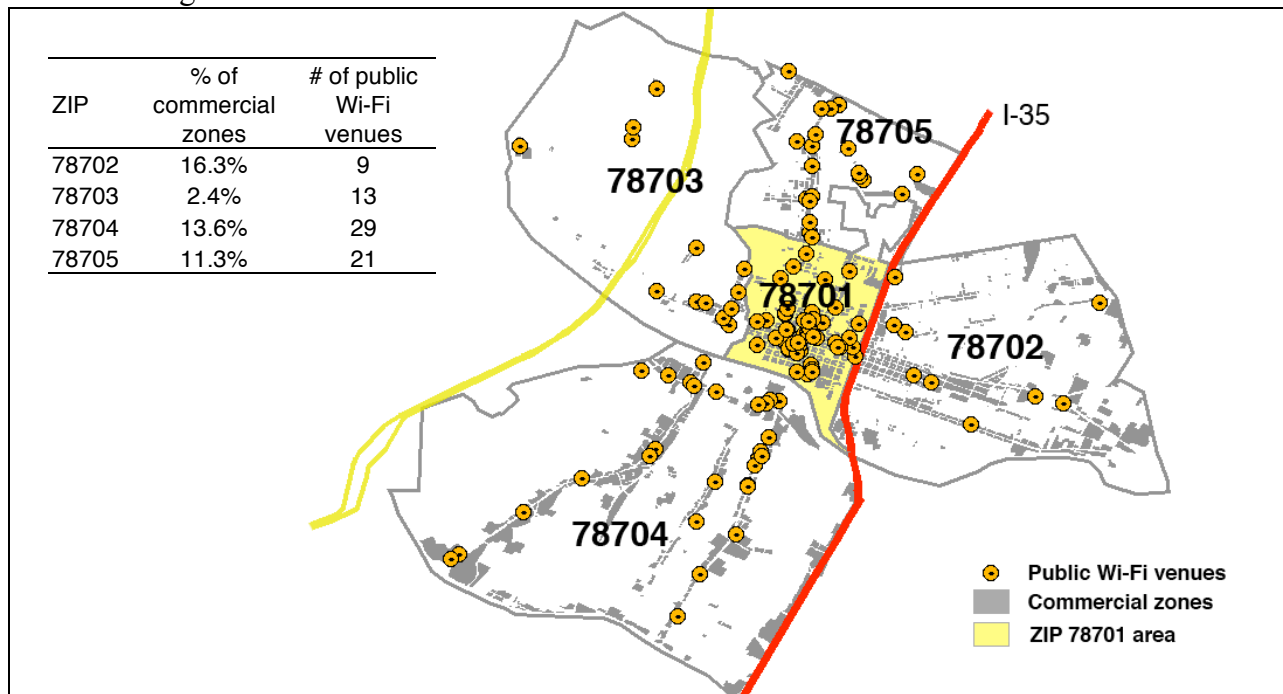 % of
commercial
zones
# of public
Wi-Fi
venues
ZIP
78702 16.3% 9
78703 2.4% 13
78704 13.6% 29
78705 11.3% 21
I-35
78705
78703
78701
78702
78704
Public Wi-Fi venues
Commercial zones
ZIP 78701 area